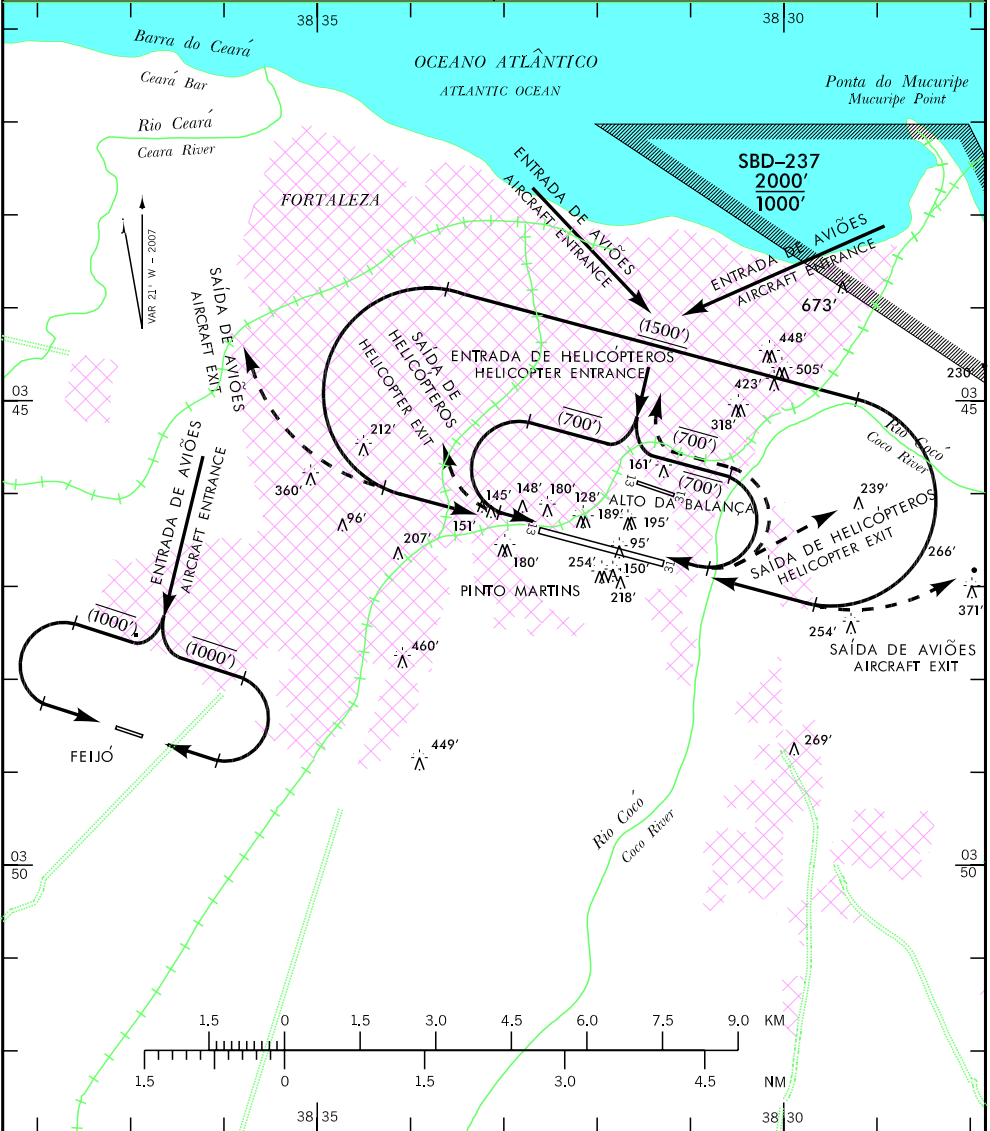 38 35
38 30
Barra do Ceará
Ceará Bar
OCEANO ATLÂNTICO
ATLANTIC OCEAN
Ponta do Mucuripe
Mucuripe Point
Rio Ceará
Ceara River
SBD-237
2000'
1000'
FORTALEZA
VAR 21° W - 2007
ENTRADA DE AVIÕES
AIRCRAFT ENTRANCE
ENTRADA DE AVIÕES
AIRCRAFT ENTRANCE
673'
SAÍDA DE AVIÕES
AIRCRAFT EXIT
(1500')
SAÍDA DE
HELICÓPTEROS
HELICOPTER EXIT
ENTRADA DE HELICÓPTEROS
HELICOPTER ENTRANCE
448'
505'
423'
318'
230'
03
45
03
45
Rio Cocó
Coco River
(700')
(700')
(700')
212'
360'
96'
207'
161'
13
31
ALTO DA BALANÇA
145'
148'
180'
128'
189'
195'
151'
13
31
180'
95'
254'
150'
218'
PINTO MARTINS
239'
SAÍDA DE HELICÓPTEROS
HELICOPTER EXIT
266'
371'
254'
SAÍDA DE AVIÕES
AIRCRAFT EXIT
ENTRADA DE AVIÕES
AIRCRAFT ENTRANCE
(1000')
(1000')
460'
FEIJÓ
449'
269'
Rio Cocó
Coco River
03
50
03
50
1.5 0 1.5 3.0 4.5 6.0 7.5 9.0 KM
1.5 0 1.5 3.0 4.5 NM
38 35
38 30